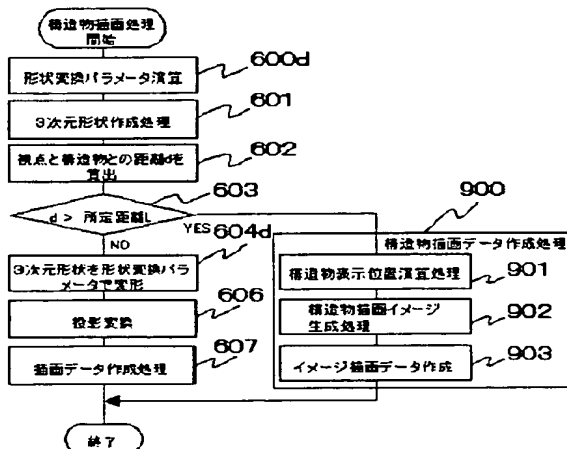 構造物描画処理
開始
形状変換パラメータ演算
600d
3次元形状作成処理
601
視点と構造物との距離dを
算出
602
603
d > 所定距離L
YES
NO
3次元形状を形状変換パラ
メータで変形
604d
投影変換
606
描画データ作成処理
607
900
構造物描画データ作成処理
構造物表示位置演算処理
901
構造物描画イメージ
生成処理
902
イメージ描画データ作成
903
終了